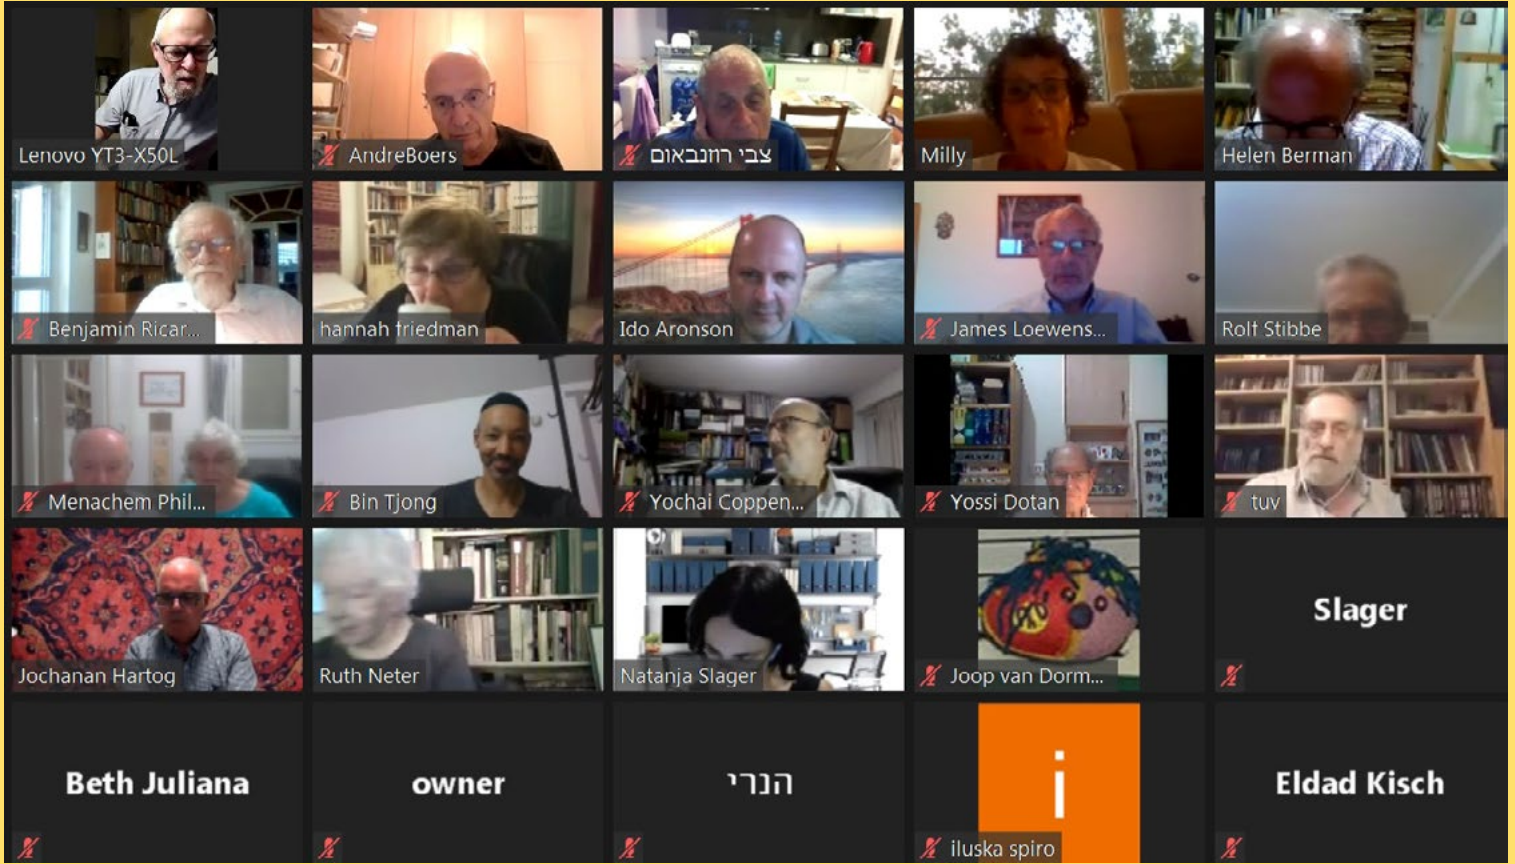 Lenovo YT3-X50L
AndreBoers
צבי רוזנבאום
Milly
Helen Berman
Benjamin Ricar...
hannah friedman
Ido Aronson
James Loewens...
Rolf Stibbe
Menachem Phil...
Bin Tjong
Yochai Coppen...
Yossi Dotan
tuv
Jochanan Hartog
Ruth Neter
Natanja Slager
Joop van Dorm...
Slager
Beth Juliana
owner
הנרי
i
iluska spiro
Eldad Kisch